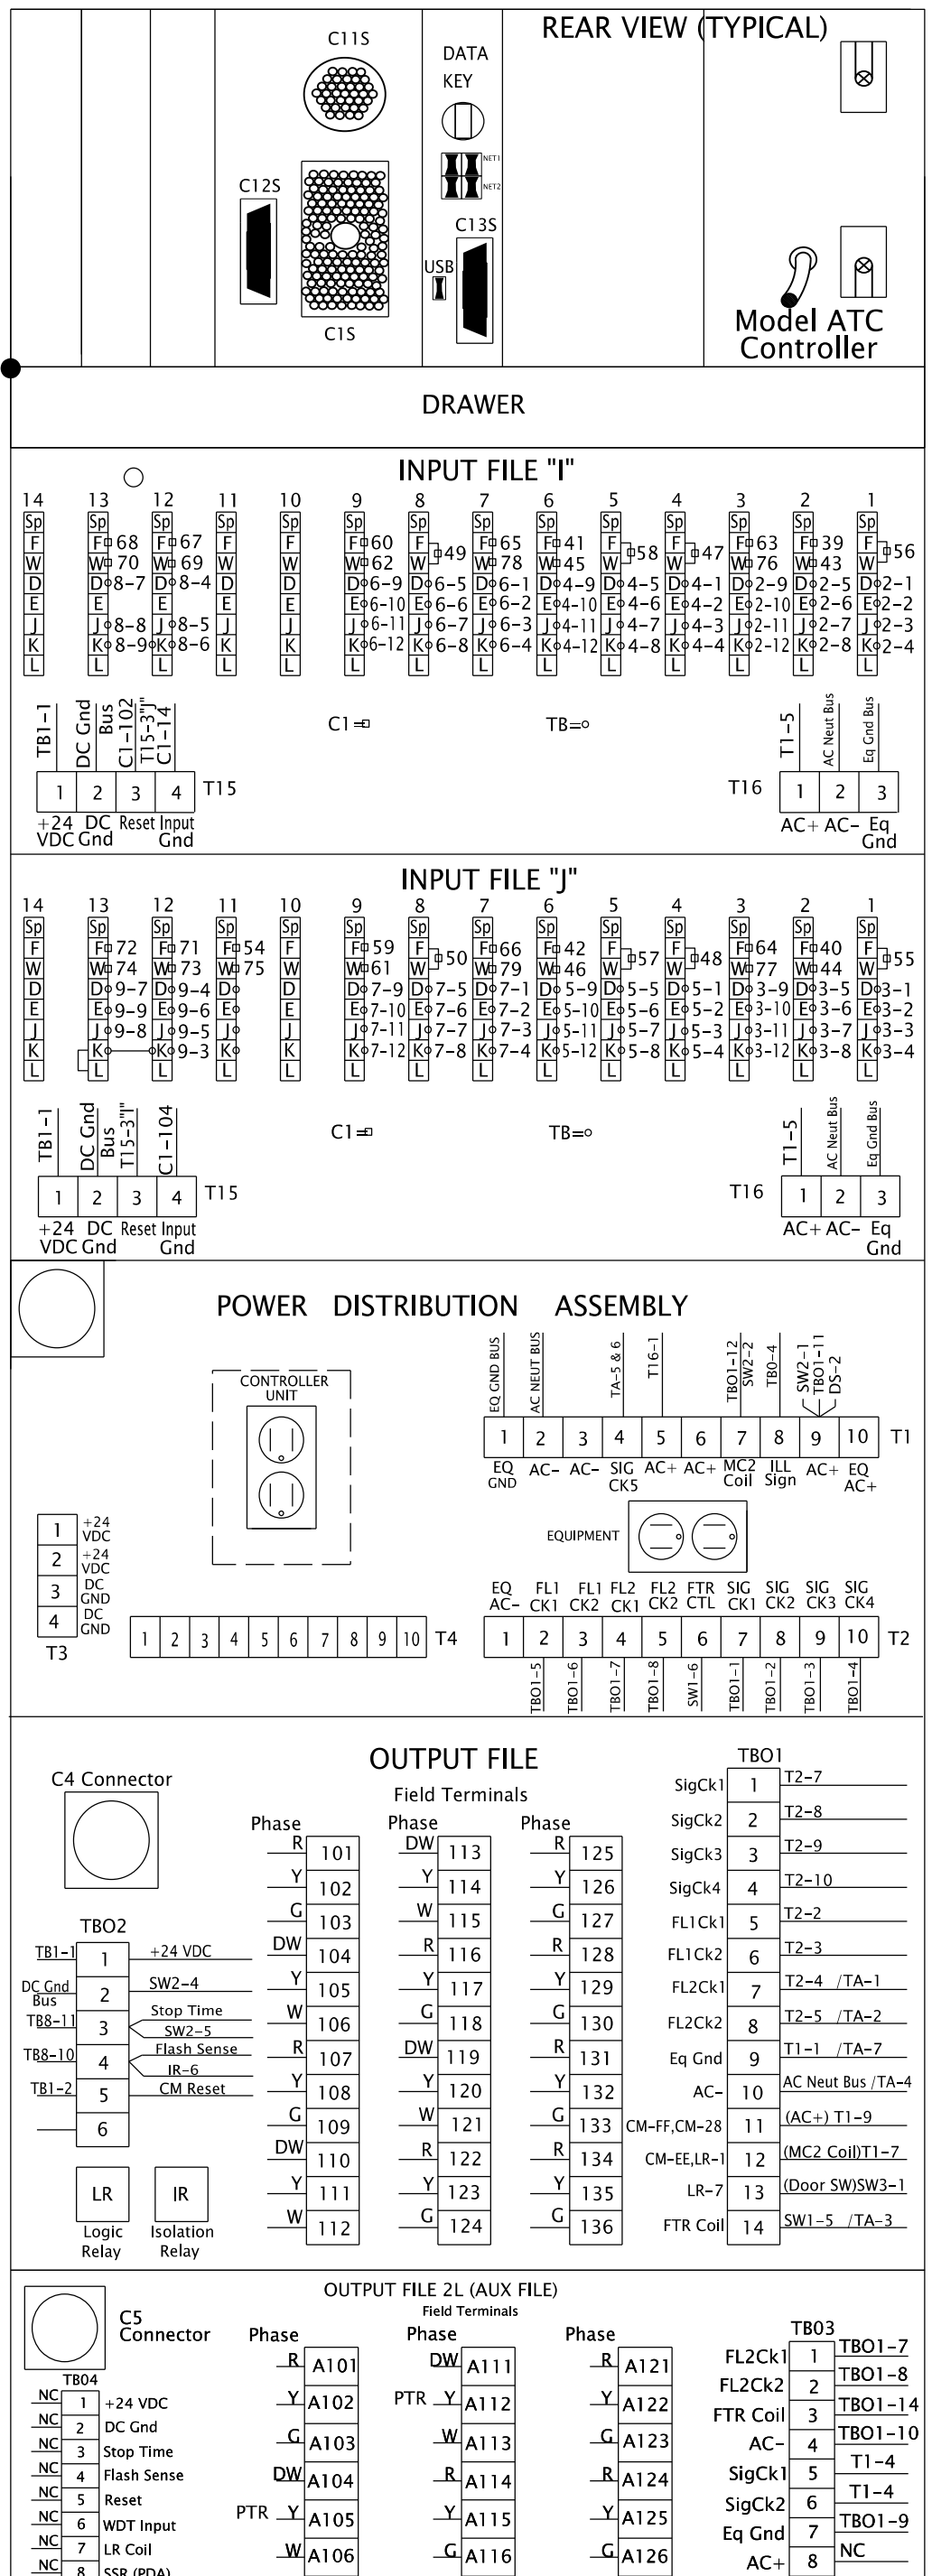 REAR VIEW (TYPICAL)
C11S
DATA
KEY
NET1
NET2
C12S
C13S
USB
C1S
Model ATC
Controller
DRAWER
INPUT FILE "I"
14 13 12 11 10 9 8 7 6 5 4 3 2 1
Sp Sp Sp Sp Sp Sp Sp Sp Sp Sp Sp Sp Sp Sp
F F 68 F 67 F F F 60 F 49 F 65 F 41 F 58 F 47 F 63 F 39 F 56
W W 70 W 69 W W W 62 W W 78 W 45 W W W 76 W 43 W
D D 8-7 D 8-4 D D D 6-9 D 6-5 D 6-1 D 4-9 D 4-5 D 4-1 D 2-9 D 2-5 D 2-1
E E E E E E 6-10 E 6-6 E 6-2 E 4-10 E 4-6 E 4-2 E 2-10 E 2-6 E 2-2
J J 8-8 J 8-5 J J J 6-11 J 6-7 J 6-3 J 4-11 J 4-7 J 4-3 J 2-11 J 2-7 J 2-3
K K 8-9 K 8-6 K K K 6-12 K 6-8 K 6-4 K 4-12 K 4-8 K 4-4 K 2-12 K 2-8 K 2-4
L L L L L L L L L L L L L L
TB1-1
DC Gnd
Bus
C1-102
T15-3"J"
C1-14
C1=
TB=
T1-5
AC Neut Bus
Eq Gnd Bus
1 2 3 4 T15
T16 1 2 3
+24 DC Reset Input
VDC Gnd Gnd
AC+ AC- Eq
Gnd
INPUT FILE "J"
14 13 12 11 10 9 8 7 6 5 4 3 2 1
Sp Sp Sp Sp Sp Sp Sp Sp Sp Sp Sp Sp Sp Sp
F F 72 F 71 F 54 F F 59 F 50 F 66 F 42 F 57 F 48 F 64 F 40 F 55
W W 74 W 73 W 75 W W 61 W W 79 W 46 W W W 77 W 44 W
D D 9-7 D 9-4 D D D 7-9 D 7-5 D 7-1 D 5-9 D 5-5 D 5-1 D 3-9 D 3-5 D 3-1
E E 9-9 E 9-6 E E E 7-10 E 7-6 E 7-2 E 5-10 E 5-6 E 5-2 E 3-10 E 3-6 E 3-2
J J 9-8 J 9-5 J J J 7-11 J 7-7 J 7-3 J 5-11 J 5-7 J 5-3 J 3-11 J 3-7 J 3-3
K K K 9-3 K K K 7-12 K 7-8 K 7-4 K 5-12 K 5-8 K 5-4 K 3-12 K 3-8 K 3-4
L L L L L L L L L L L L L L
TB1-1
DC Gnd
Bus
T15-3"I"
C1-104
C1=
TB=
T1-5
AC Neut Bus
Eq Gnd Bus
1 2 3 4 T15
T16 1 2 3
+24 DC Reset Input
VDC Gnd Gnd
AC+ AC- Eq
Gnd
POWER DISTRIBUTION ASSEMBLY
CONTROLLER
UNIT
EQ GND BUS
AC NEUT BUS
TA-5 & 6
T16-1
TBO1-12
SW2-2
TB0-4
SW2-1
TBO1-11
DS-2
1 2 3 4 5 6 7 8 9 10 T1
EQ AC- AC- SIG AC+ AC+ MC2 ILL AC+ EQ
GND CK5 Coil Sign AC+
EQUIPMENT
1 +24
VDC
2 +24
VDC
3 DC
GND
4 DC
GND
T3
1 2 3 4 5 6 7 8 9 10 T4
EQ FL1 FL1 FL2 FL2 FTR SIG SIG SIG SIG
AC- CK1 CK2 CK1 CK2 CTL CK1 CK2 CK3 CK4
1 2 3 4 5 6 7 8 9 10 T2
TBO1-5
TBO1-6
TBO1-7
TBO1-8
SW1-6
TBO1-1
TBO1-2
TBO1-3
TBO1-4
OUTPUT FILE
Field Terminals
C4 Connector
TBO2
TB1-1 1 +24 VDC
DC Gnd
Bus 2 SW2-4
TB8-11 3 Stop Time
SW2-5
TB8-10 4 Flash Sense
IR-6
TB1-2 5 CM Reset
6
LR IR
Logic Isolation
Relay Relay
Phase Phase Phase
R 101 DW 113 R 125
Y 102 Y 114 Y 126
G 103 W 115 G 127
DW 104 R 116 R 128
Y 105 Y 117 Y 129
W 106 G 118 G 130
R 107 DW 119 R 131
Y 108 Y 120 Y 132
G 109 W 121 G 133
DW 110 R 122 R 134
Y 111 Y 123 Y 135
W 112 G 124 G 136
TBO1
SigCk1 1 T2-7
SigCk2 2 T2-8
SigCk3 3 T2-9
SigCk4 4 T2-10
FL1Ck1 5 T2-2
FL1Ck2 6 T2-3
FL2Ck1 7 T2-4 /TA-1
FL2Ck2 8 T2-5 /TA-2
Eq Gnd 9 T1-1 /TA-7
AC- 10 AC Neut Bus /TA-4
CM-FF,CM-28 11 (AC+) T1-9
CM-EE,LR-1 12 (MC2 Coil)T1-7
LR-7 13 (Door SW)SW3-1
FTR Coil 14 SW1-5 /TA-3
OUTPUT FILE 2L (AUX FILE)
Field Terminals
C5
Connector
TB04
NC 1 +24 VDC
NC 2 DC Gnd
NC 3 Stop Time
NC 4 Flash Sense
NC 5 Reset
NC 6 WDT Input
NC 7 LR Coil
NC 8 SSR (PDA)
Phase Phase Phase
R A101 DW A111 R A121
Y A102 PTR Y A112 Y A122
G A103 W A113 G A123
DW A104 R A114 R A124
PTR Y A105 Y A115 Y A125
W A106 G A116 G A126
TB03
FL2Ck1 1 TBO1-7
FL2Ck2 2 TBO1-8
FTR Coil 3 TBO1-14
AC- 4 TBO1-10
SigCk1 5 T1-4
SigCk2 6 T1-4
Eq Gnd 7 TBO1-9
AC+ 8 NC